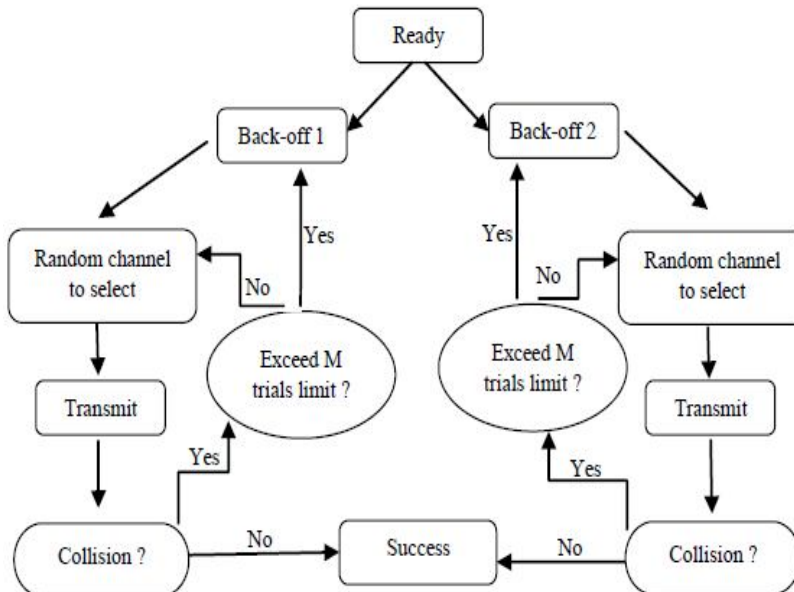 Ready
Back-off 1
Back-off 2
Yes
Yes
Random channel
to select
No
No
Random channel
to select
Exceed M
trials limit ?
Exceed M
trials limit ?
Transmit
Transmit
Yes
Yes
Collision ?
No
Success
No
Collision ?